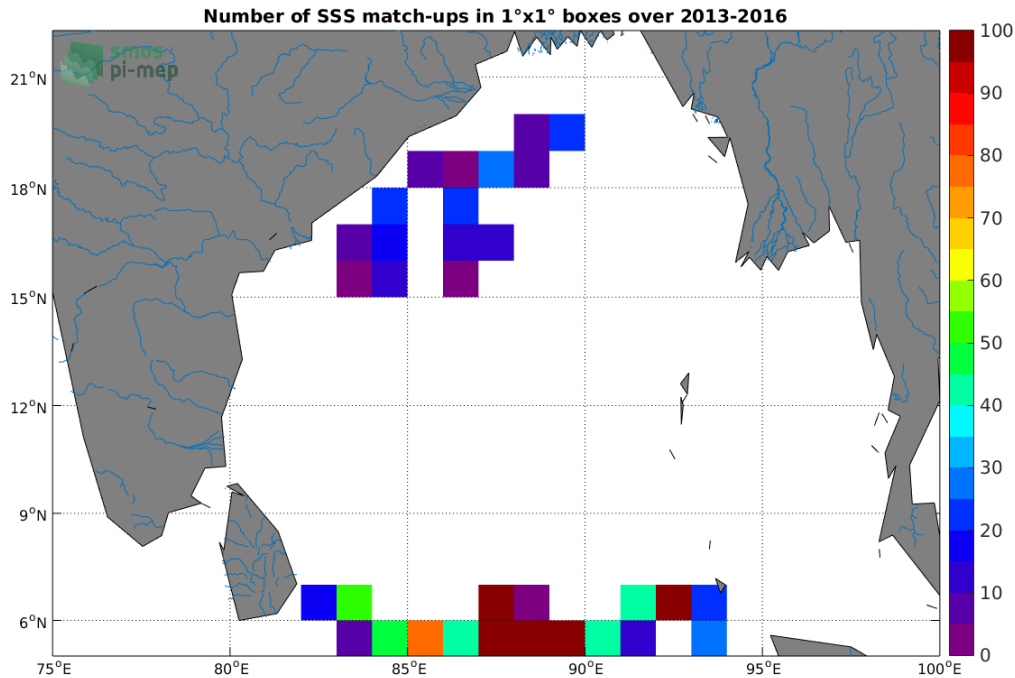 Number of SSS match-ups in 1°x1° boxes over 2013-2016
smos
pi-mep
21°N
18°N
15°N
12°N
9°N
6°N
75°E
80°E
85°E
90°E
95°E
100°E
100
90
80
70
60
50
40
30
20
10
0